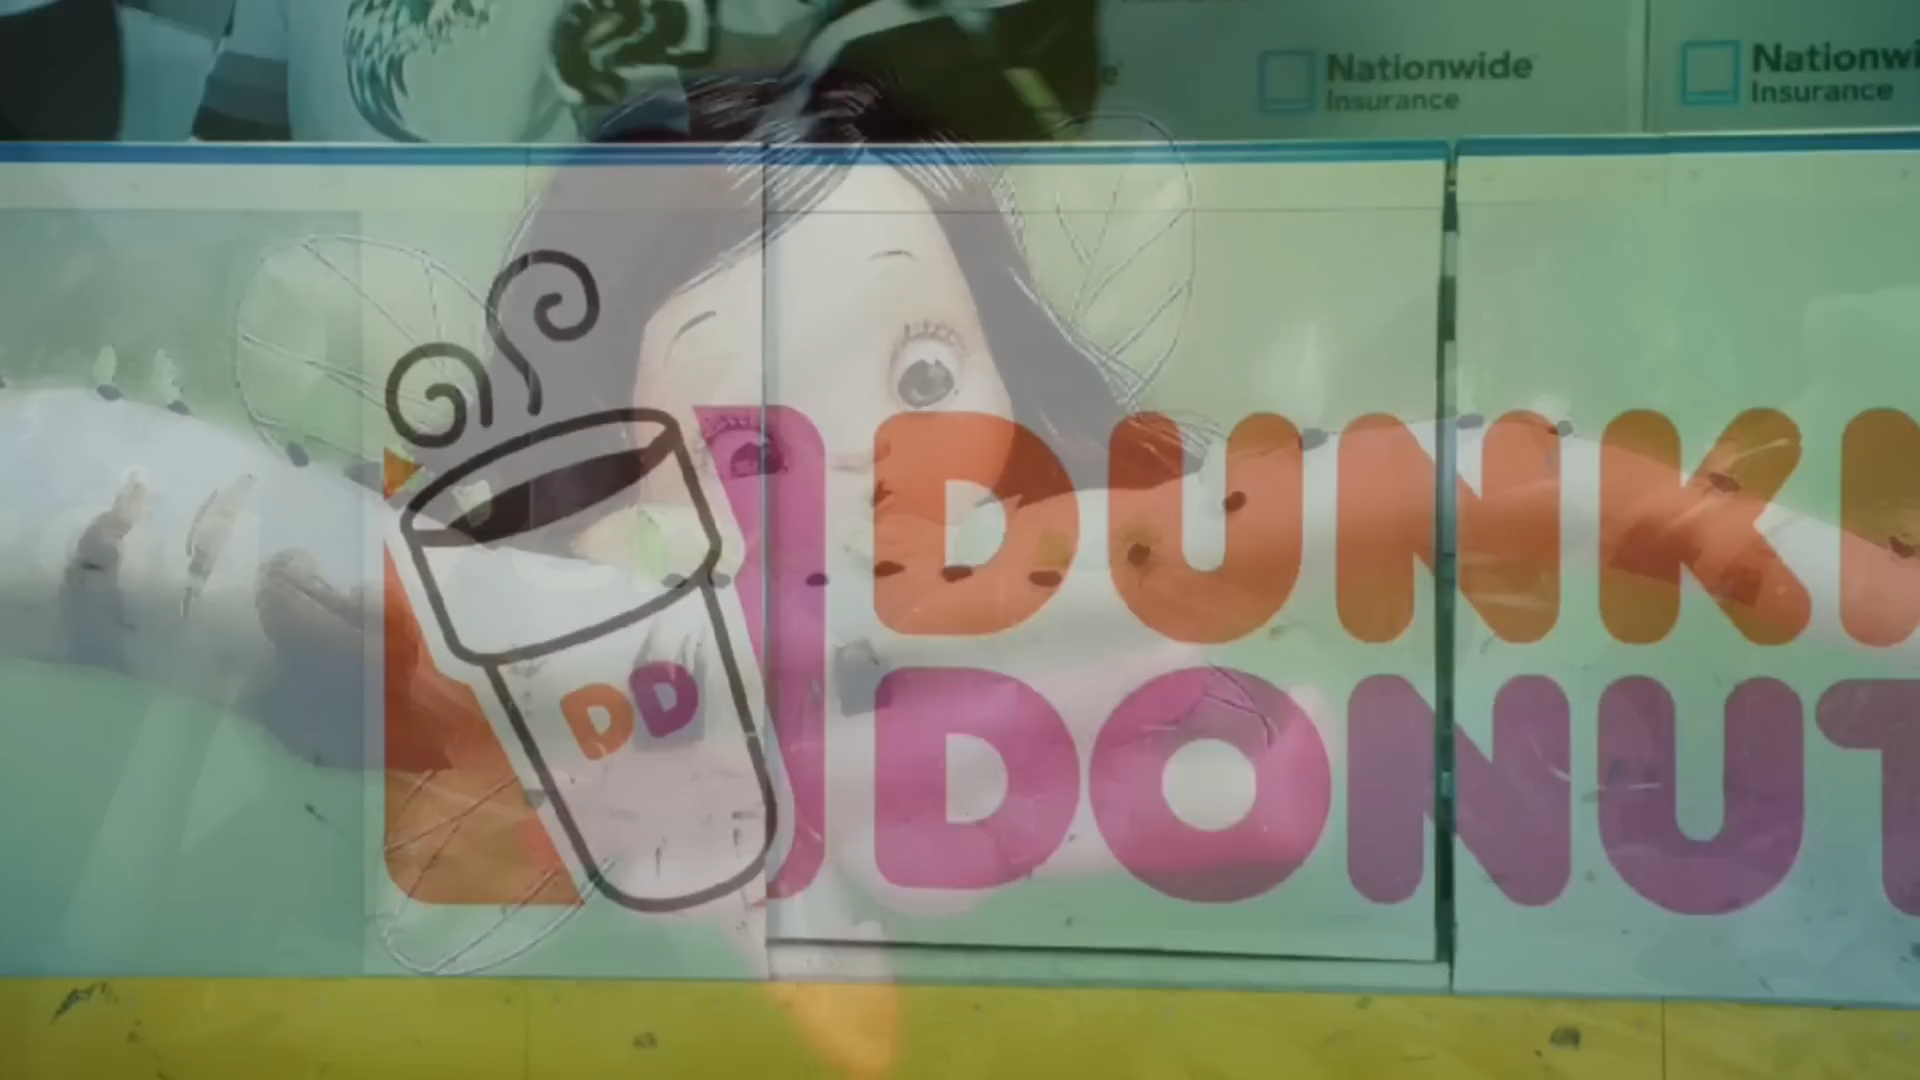 Nationwide
Insurance
Nationwi
Insurance
DD
DUNK
DONUT